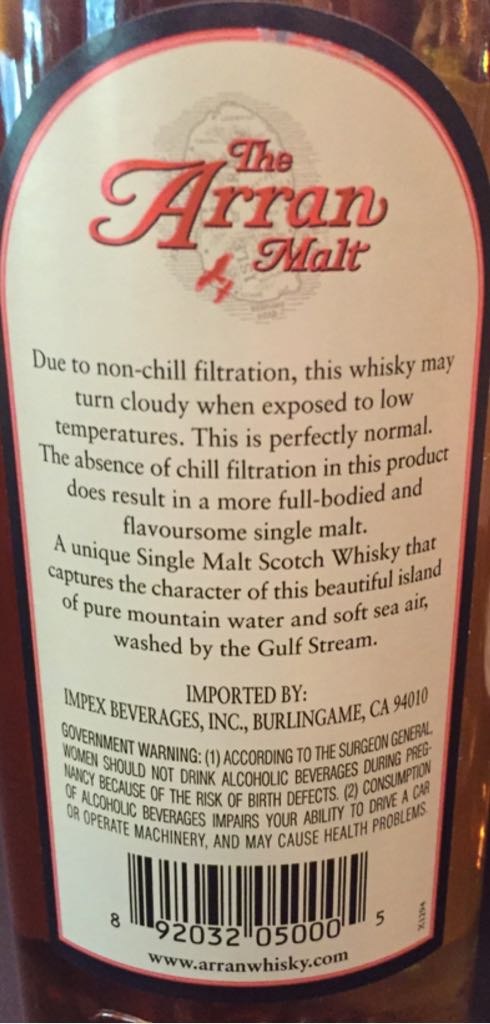 The
Arran
Malt
Due to non-chill filtration, this whisky may
turn cloudy when exposed to low
temperatures. This is perfectly normal.
The absence of chill filtration in this product
does result in a more full-bodied and
flavoursome single malt.
A unique Single Malt Scotch Whisky that
captures the character of this beautiful island
of pure mountain water and soft sea air,
washed by the Gulf Stream.
IMPORTED BY:
IMPEX BEVERAGES, INC., BURLINGAME, CA 94010
GOVERNMENT WARNING: (1) ACCORDING TO THE SURGEON GENERAL,
WOMEN SHOULD NOT DRINK ALCOHOLIC BEVERAGES DURING PREG-
NANCY BECAUSE OF THE RISK OF BIRTH DEFECTS. (2) CONSUMPTION
OF ALCOHOLIC BEVERAGES IMPAIRS YOUR ABILITY TO DRIVE A CAR
OR OPERATE MACHINERY, AND MAY CAUSE HEALTH PROBLEMS.
8 92032 05000 5
www.arranwhisky.com